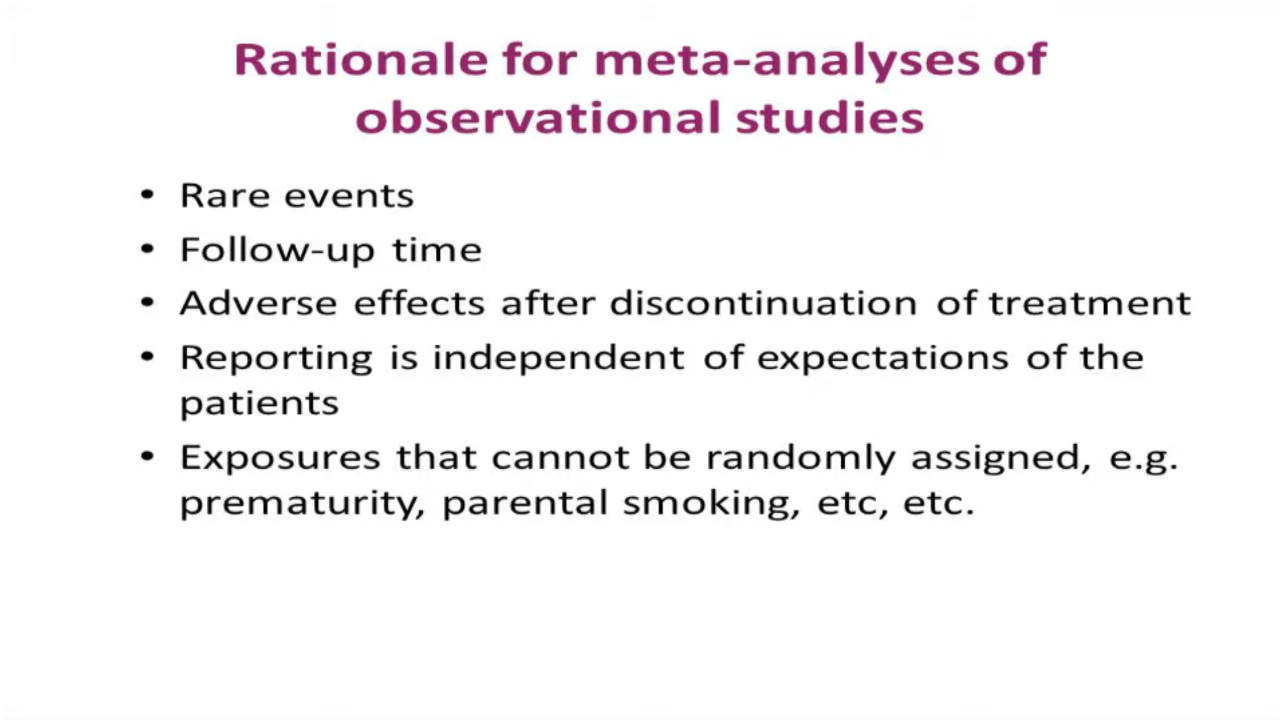 Rationale for meta-analyses of
observational studies
• Rare events
• Follow-up time
• Adverse effects after discontinuation of treatment
• Reporting is independent of expectations of the
patients
• Exposures that cannot be randomly assigned, e.g.
prematurity, parental smoking, etc, etc.